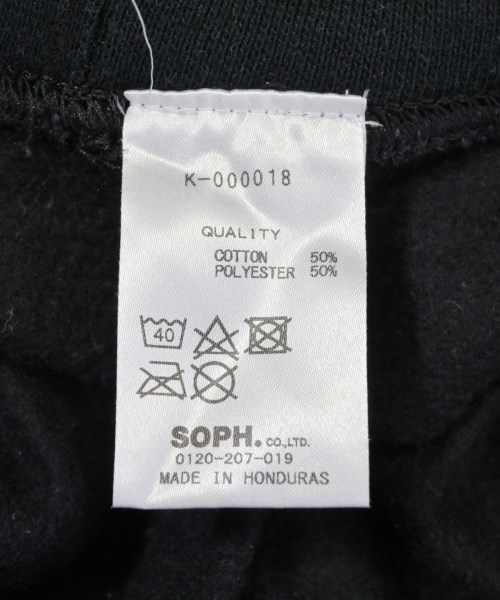 K-000018
QUALITY
COTTON 50%
POLYESTER 50%
40
SOPH. CO.,LTD.
0120-207-019
MADE IN HONDURAS